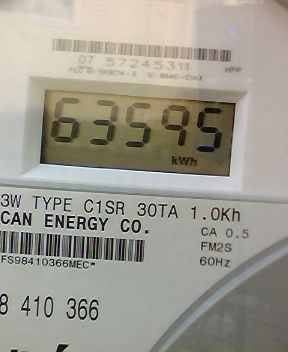 07 57245311
HPP
63595
kWh
3W TYPE C1SR 30TA 1.0Kh
CAN ENERGY CO.
CA 0.5
FM2S
FS98410366MEC*
60Hz
8 410 366